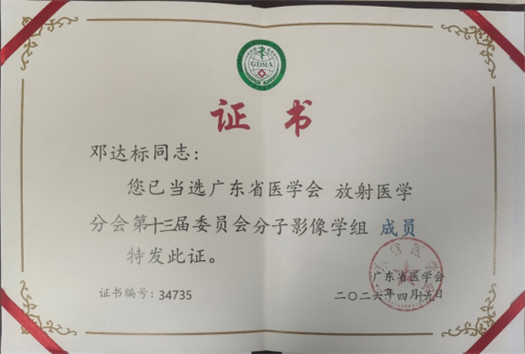 GDMA
证书
邓达标同志：
您已当选广东省医学会 放射医学
分会第十三届委员会分子影像学组 成员
特发此证。
广东省医学会
二〇二六年四月十九日
证书编号：34735